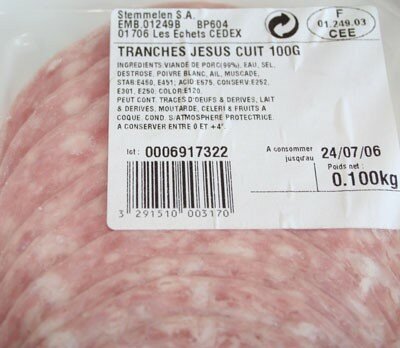 Stemmelen S.A.
EMB.01249B BP604
01706 Les Echets CEDEX
F
01.249.03
CEE
TRANCHES JESUS CUIT 100G
INGREDIENTS:VIANDE DE PORC(96%), EAU, SEL,
DESTROSE, POIVRE BLANC, AIL, MUSCADE,
STAB:E450, E451; ACID:E575, CONSERV:E252,
E301, E250; COLOR:E120,
PEUT CONT. TRACES D'OEUFS & DERIVES, LAIT
& DERIVES, MOUTARDE, CELERI & FRUITS A
COQUE. COND. S/ATMOSPHERE PROTECTRICE.
A CONSERVER ENTRE 0 ET +4°.
lot : 0006917322
A consommer
jusqu'au 24/07/06
Poids net :
0.100kg
3 291510 003170